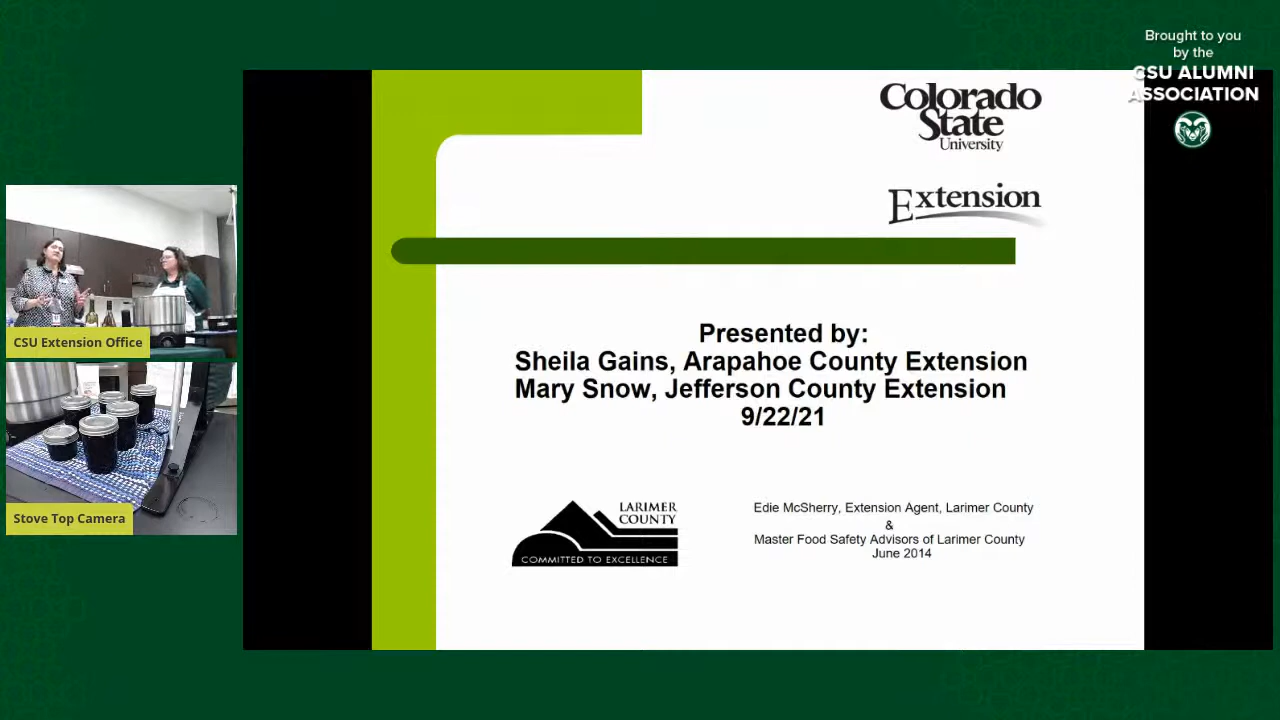 Brought to you
by the
CSU ALUMNI
ASSOCIATION
Colorado
State
University
Extension
Presented by:
Sheila Gains, Arapahoe County Extension
Mary Snow, Jefferson County Extension
9/22/21
LARIMER
COUNTY
COMMITTED TO EXCELLENCE
Edie McSherry, Extension Agent, Larimer County
&
Master Food Safety Advisors of Larimer County
June 2014
CSU Extension Office
Stove Top Camera